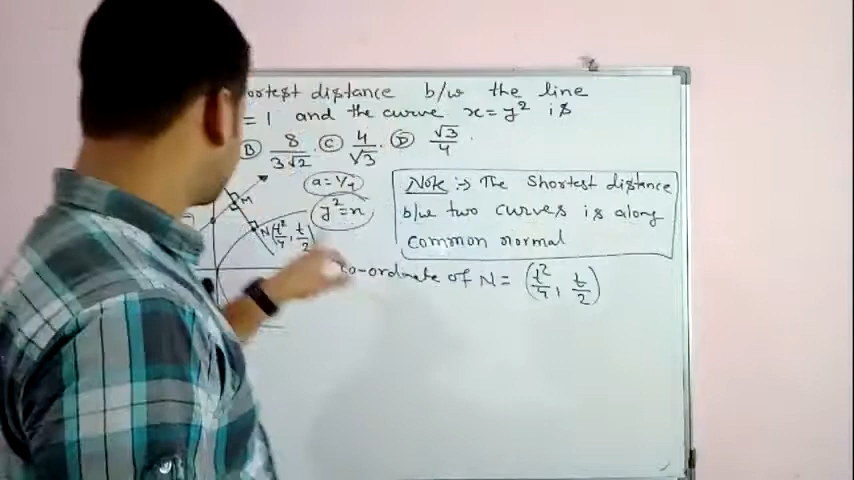 distance b/w the line
= 1 and the curve x = y² is
B 8/3√2 . C 4/√3 . D √3/4 .
a = 1/4
y² = x
M
N(t²/4, t/2)
Note :→ The shortest distance
b/w two curves is along
common normal
co-ordinate of N = (t²/4, t/2)